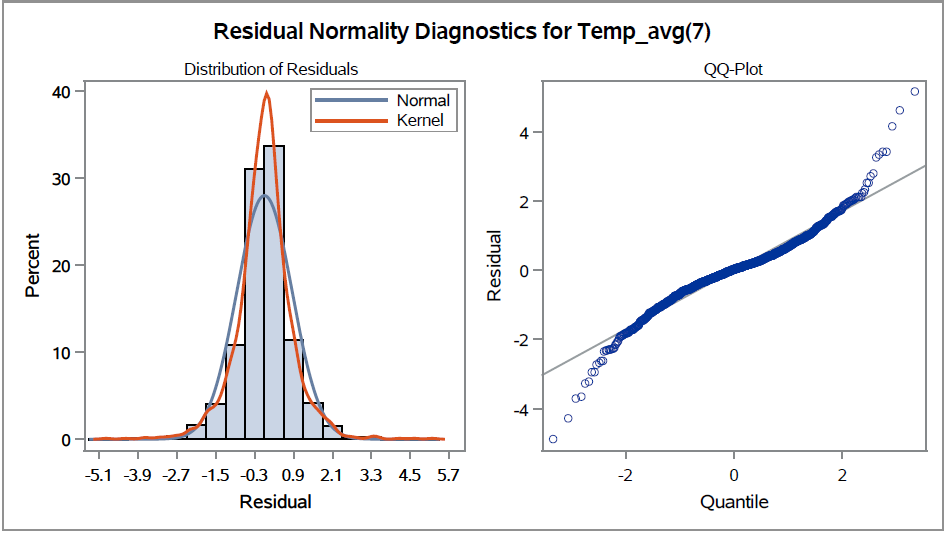 Residual Normality Diagnostics for Temp_avg(7)
Distribution of Residuals
QQ-Plot
Normal
Kernel
40
30
20
10
0
Percent
-5.1 -3.9 -2.7 -1.5 -0.3 0.9 2.1 3.3 4.5 5.7
Residual
4
2
0
-2
-4
Residual
-2 0 2
Quantile